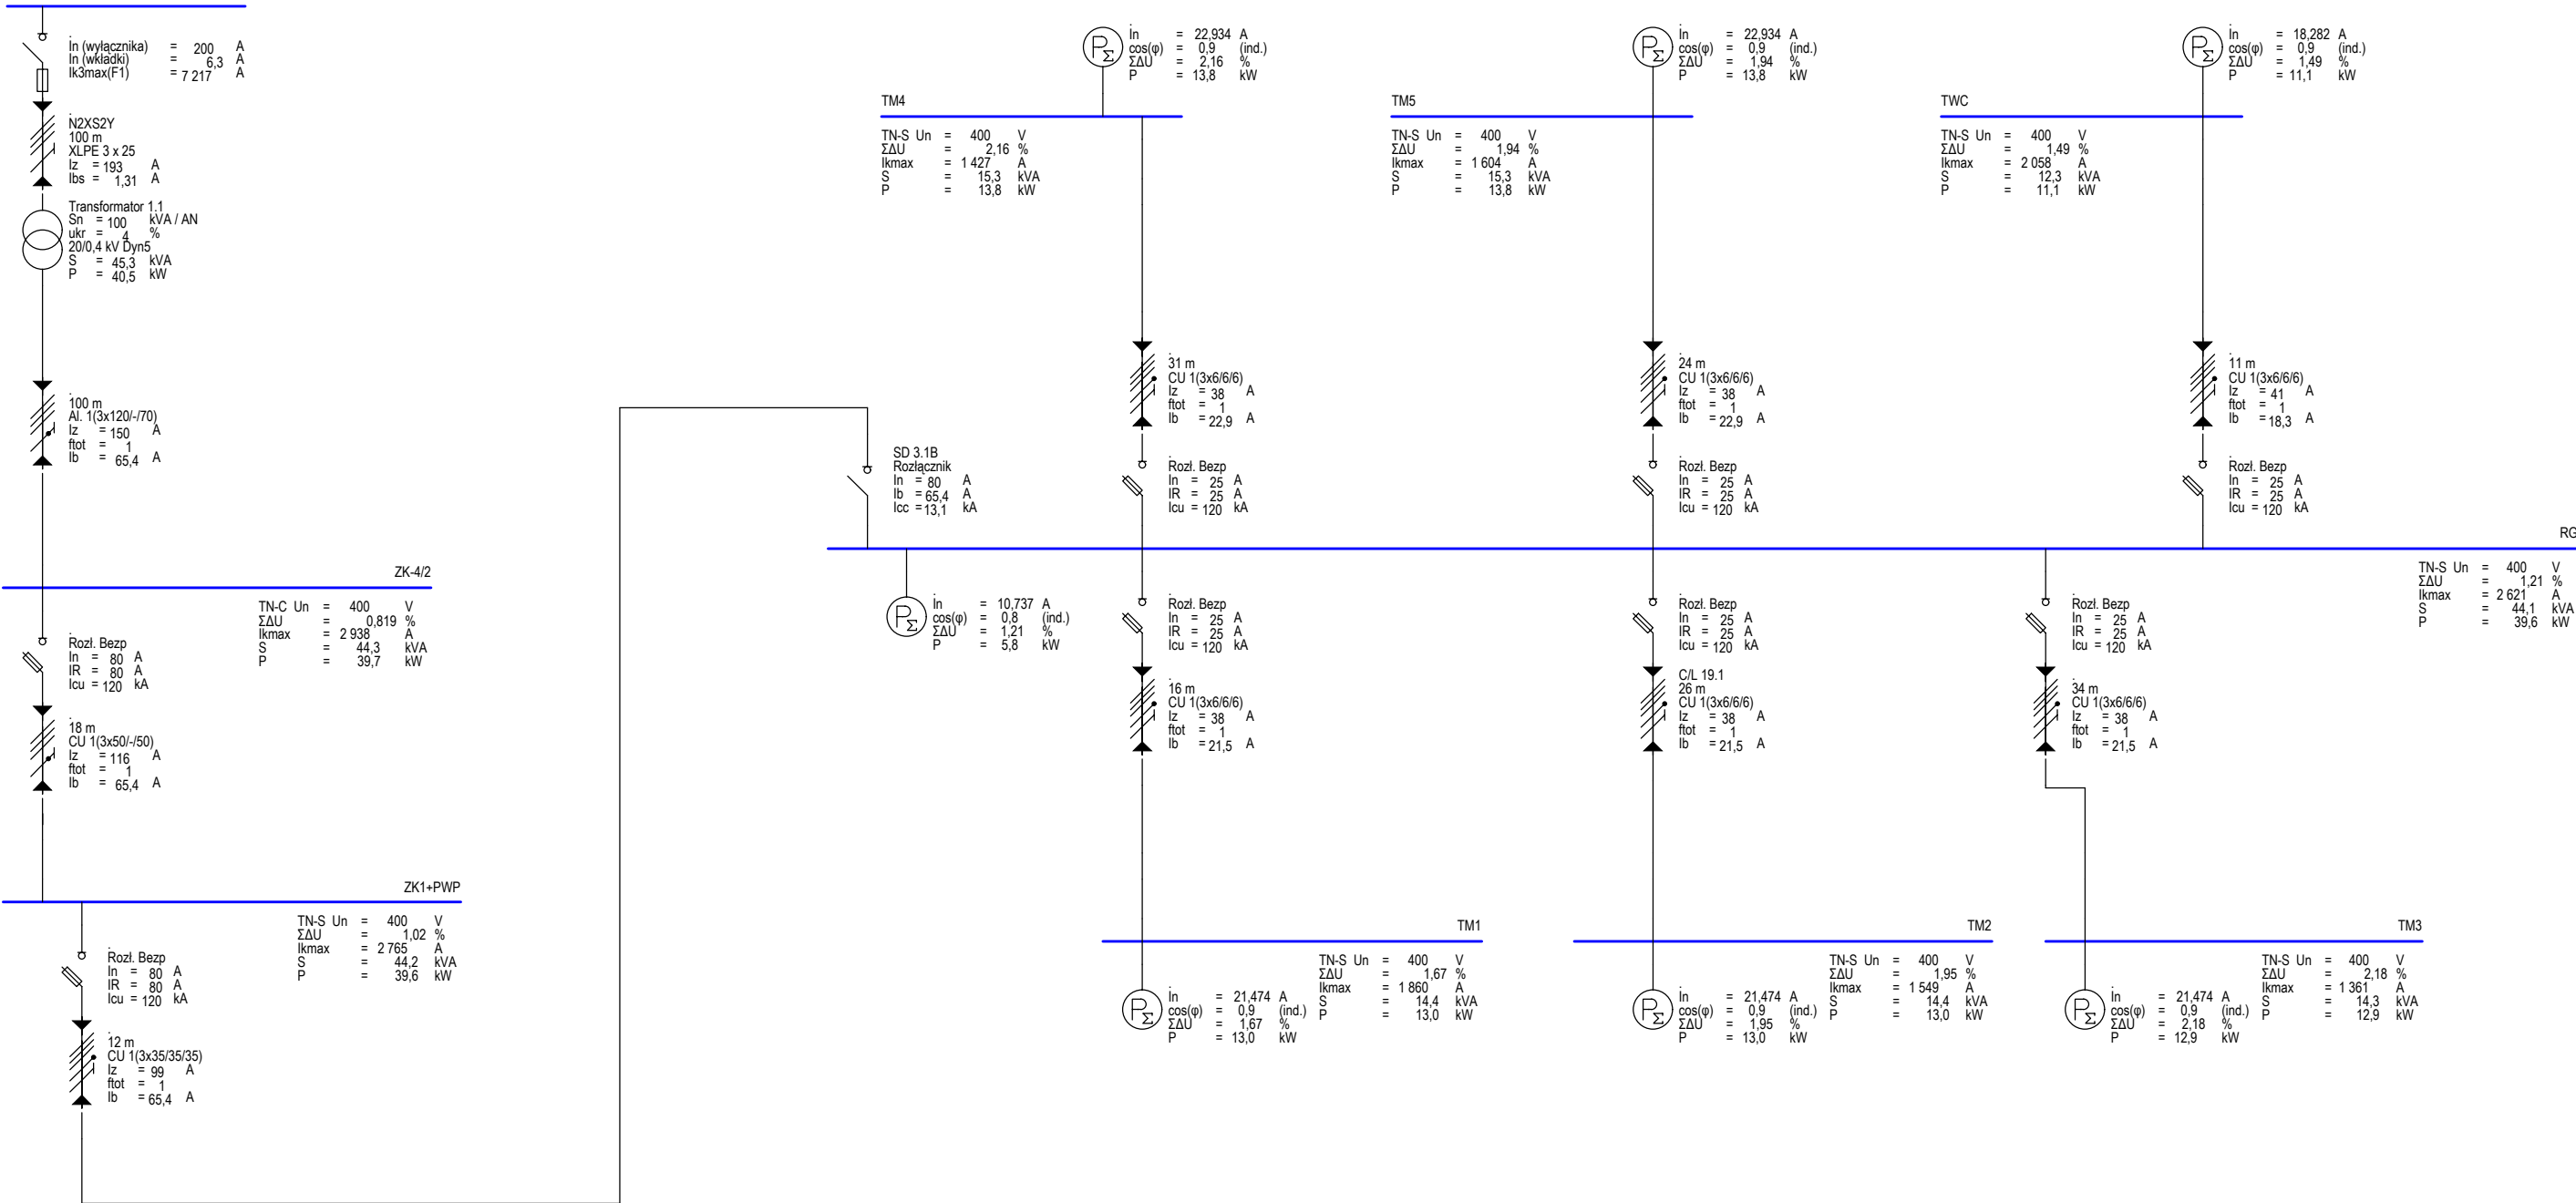 In (wyłącznika) = 200 A
In (wkładki) = 6,3 A
Ik3max(F1) = 7 217 A
N2XS2Y
100 m
XLPE 3 x 25
Iz = 193 A
Ibs = 1,31 A
Transformator 1.1
Sn = 100 kVA / AN
ukr = 4 %
20/0,4 kV Dyn5
S = 45,3 kVA
P = 40,5 kW
100 m
Al. 1(3x120/-/70)
Iz = 150 A
ftot = 1
Ib = 65,4 A
ZK-4/2
TN-C Un = 400 V
ΣΔU = 0,819 %
Ikmax = 2 938 A
S = 44,3 kVA
P = 39,7 kW
Rozł. Bezp
In = 80 A
IR = 80 A
Icu = 120 kA
18 m
CU 1(3x50/-/50)
Iz = 116 A
ftot = 1
Ib = 65,4 A
ZK1+PWP
TN-S Un = 400 V
ΣΔU = 1,02 %
Ikmax = 2 765 A
S = 44,2 kVA
P = 39,6 kW
Rozł. Bezp
In = 80 A
IR = 80 A
Icu = 120 kA
12 m
CU 1(3x35/35/35)
Iz = 99 A
ftot = 1
Ib = 65,4 A
SD 3.1B
Rozłącznik
In = 80 A
Ib = 65,4 A
Icc = 13,1 kA
PΣ
In = 10,737 A
cos(φ) = 0,8 (ind.)
ΣΔU = 1,21 %
P = 5,8 kW
PΣ
In = 22,934 A
cos(φ) = 0,9 (ind.)
ΣΔU = 2,16 %
P = 13,8 kW
TM4
TN-S Un = 400 V
ΣΔU = 2,16 %
Ikmax = 1 427 A
S = 15,3 kVA
P = 13,8 kW
31 m
CU 1(3x6/6/6)
Iz = 38 A
ftot = 1
Ib = 22,9 A
Rozł. Bezp
In = 25 A
IR = 25 A
Icu = 120 kA
PΣ
In = 22,934 A
cos(φ) = 0,9 (ind.)
ΣΔU = 1,94 %
P = 13,8 kW
TM5
TN-S Un = 400 V
ΣΔU = 1,94 %
Ikmax = 1 604 A
S = 15,3 kVA
P = 13,8 kW
24 m
CU 1(3x6/6/6)
Iz = 38 A
ftot = 1
Ib = 22,9 A
Rozł. Bezp
In = 25 A
IR = 25 A
Icu = 120 kA
PΣ
In = 18,282 A
cos(φ) = 0,9 (ind.)
ΣΔU = 1,49 %
P = 11,1 kW
TWC
TN-S Un = 400 V
ΣΔU = 1,49 %
Ikmax = 2 058 A
S = 12,3 kVA
P = 11,1 kW
11 m
CU 1(3x6/6/6)
Iz = 41 A
ftot = 1
Ib = 18,3 A
Rozł. Bezp
In = 25 A
IR = 25 A
Icu = 120 kA
RG
TN-S Un = 400 V
ΣΔU = 1,21 %
Ikmax = 2 621 A
S = 44,1 kVA
P = 39,6 kW
Rozł. Bezp
In = 25 A
IR = 25 A
Icu = 120 kA
16 m
CU 1(3x6/6/6)
Iz = 38 A
ftot = 1
Ib = 21,5 A
TM1
TN-S Un = 400 V
ΣΔU = 1,67 %
Ikmax = 1 860 A
S = 14,4 kVA
P = 13,0 kW
PΣ
In = 21,474 A
cos(φ) = 0,9 (ind.)
ΣΔU = 1,67 %
P = 13,0 kW
Rozł. Bezp
In = 25 A
IR = 25 A
Icu = 120 kA
C/L 19.1
26 m
CU 1(3x6/6/6)
Iz = 38 A
ftot = 1
Ib = 21,5 A
TM2
TN-S Un = 400 V
ΣΔU = 1,95 %
Ikmax = 1 549 A
S = 14,4 kVA
P = 13,0 kW
PΣ
In = 21,474 A
cos(φ) = 0,9 (ind.)
ΣΔU = 1,95 %
P = 13,0 kW
Rozł. Bezp
In = 25 A
IR = 25 A
Icu = 120 kA
34 m
CU 1(3x6/6/6)
Iz = 38 A
ftot = 1
Ib = 21,5 A
TM3
TN-S Un = 400 V
ΣΔU = 2,18 %
Ikmax = 1 361 A
S = 14,3 kVA
P = 12,9 kW
PΣ
In = 21,474 A
cos(φ) = 0,9 (ind.)
ΣΔU = 2,18 %
P = 12,9 kW